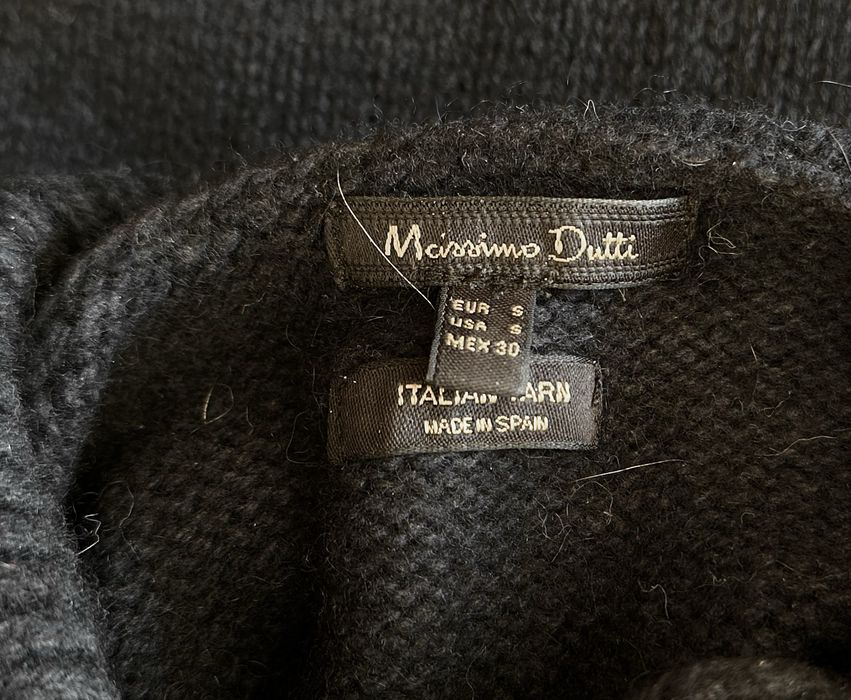 Massimo Dutti
EUR S
USA S
MEX 30
ITALIAN YARN
MADE IN SPAIN